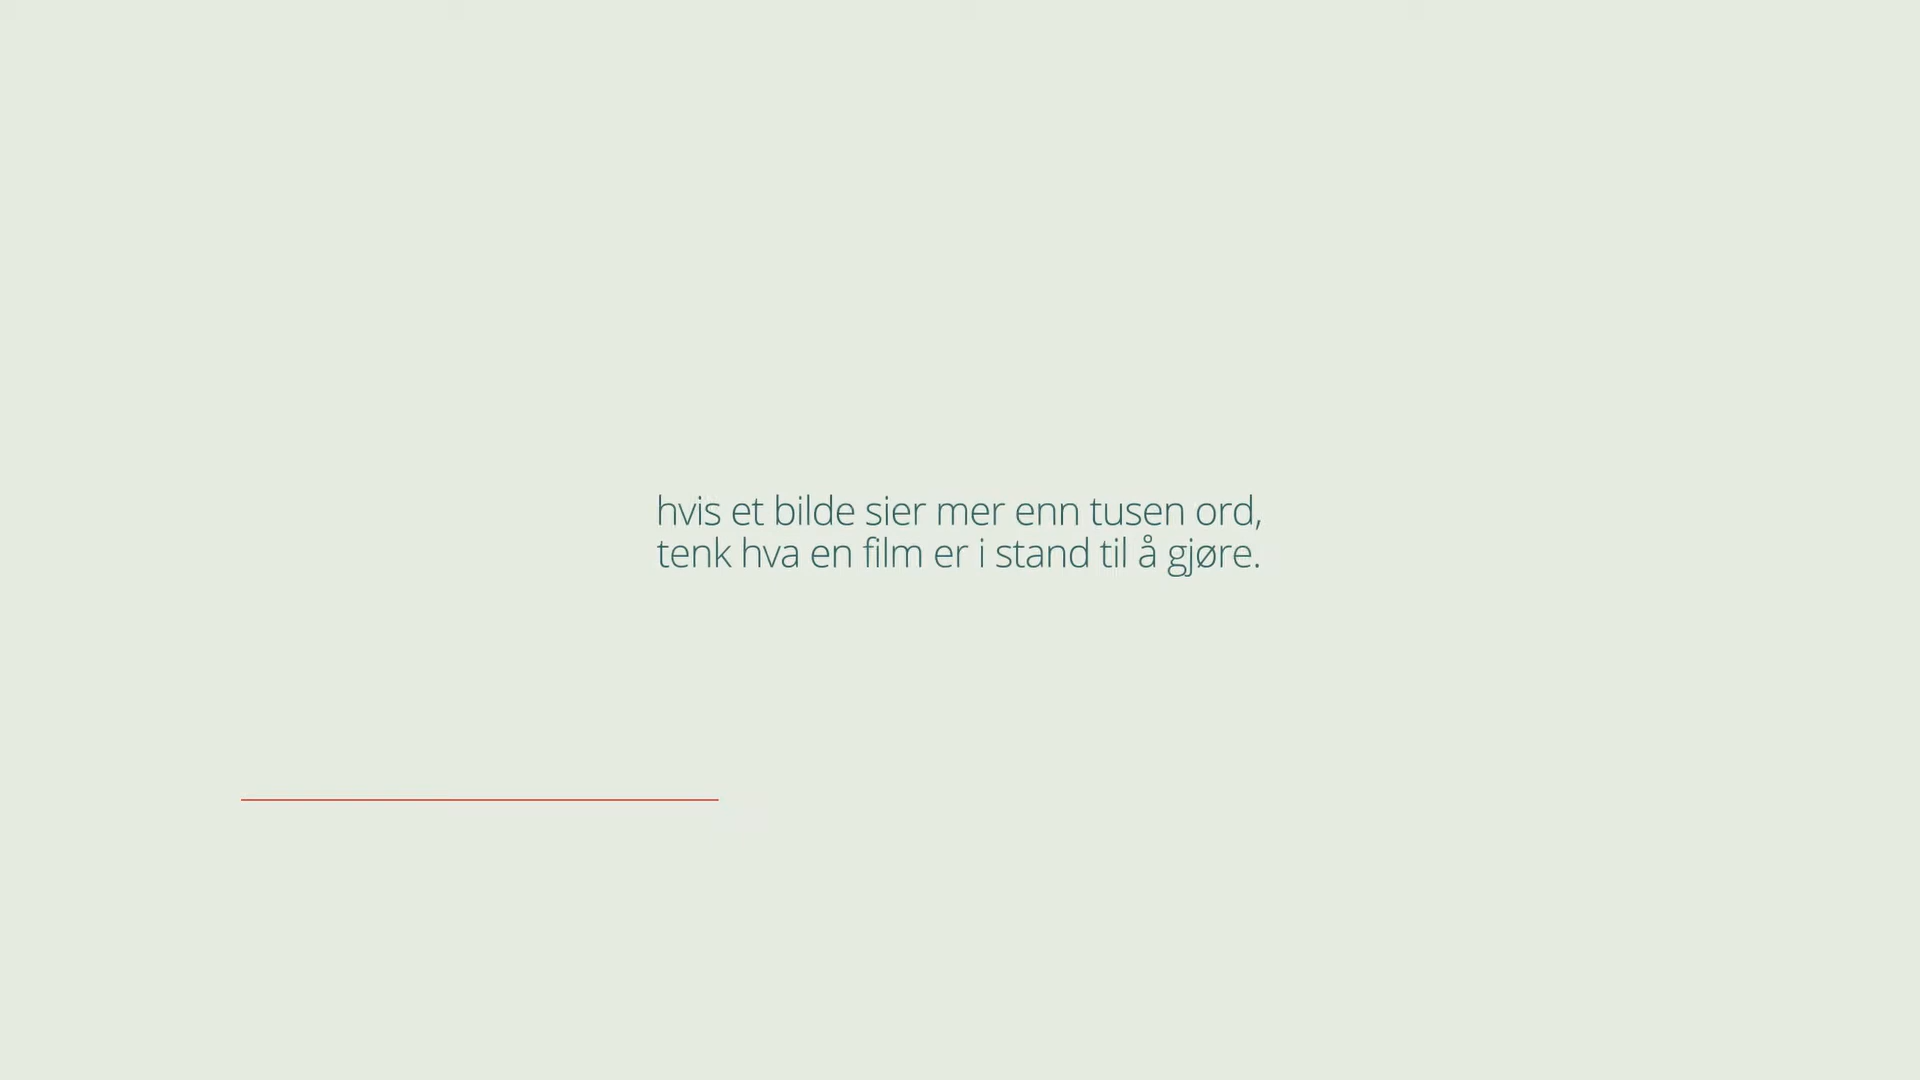 hvis et bilde sier mer enn tusen ord,
tenk hva en film er i stand til å gjøre.